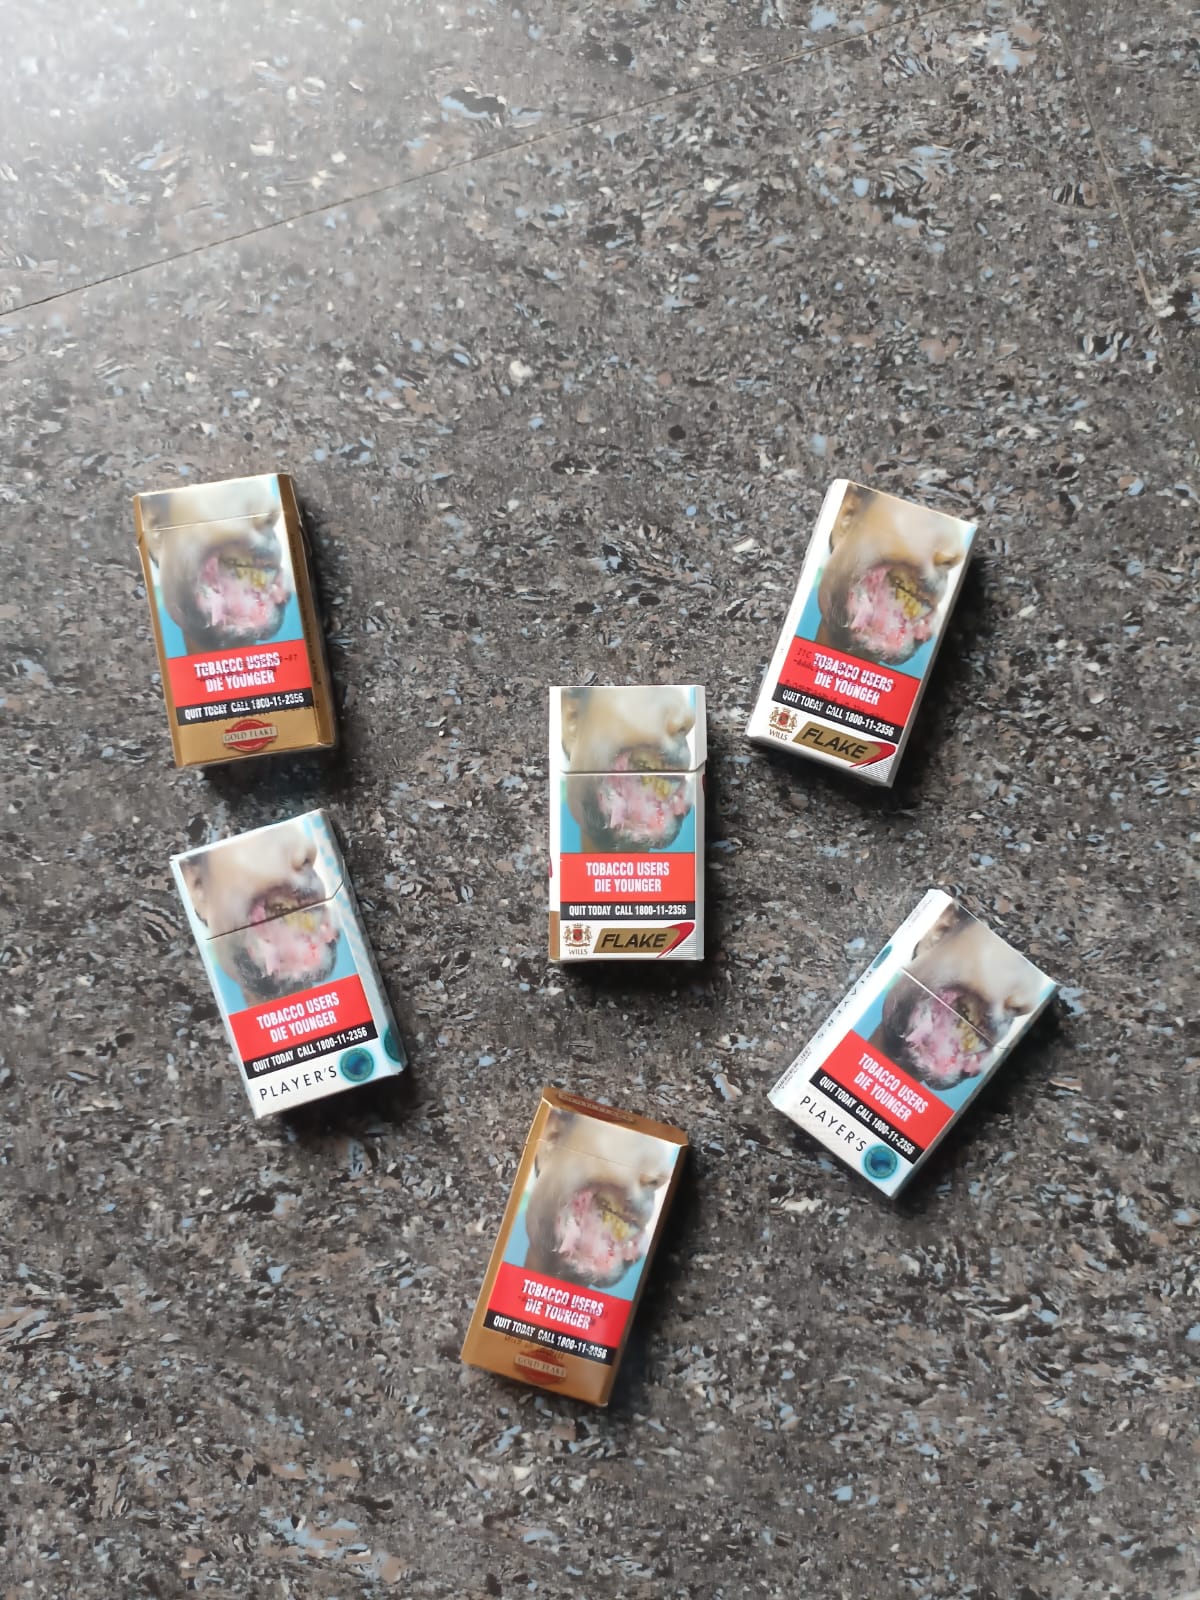 TOBACCO USERS
DIE YOUNGER
QUIT TODAY CALL 1800-11-2356
GOLD FLAKE
TOBACCO USERS
DIE YOUNGER
QUIT TODAY CALL 1800-11-2356
WILLS
FLAKE
TOBACCO USERS
DIE YOUNGER
QUIT TODAY CALL 1800-11-2356
WILLS
FLAKE
TOBACCO USERS
DIE YOUNGER
QUIT TODAY CALL 1800-11-2356
PLAYER'S
PLAYER'S
TOBACCO USERS
DIE YOUNGER
QUIT TODAY CALL 1800-11-2356
PLAYER'S
TOBACCO USERS
DIE YOUNGER
QUIT TODAY CALL 1800-11-2356
GOLD FLAKE